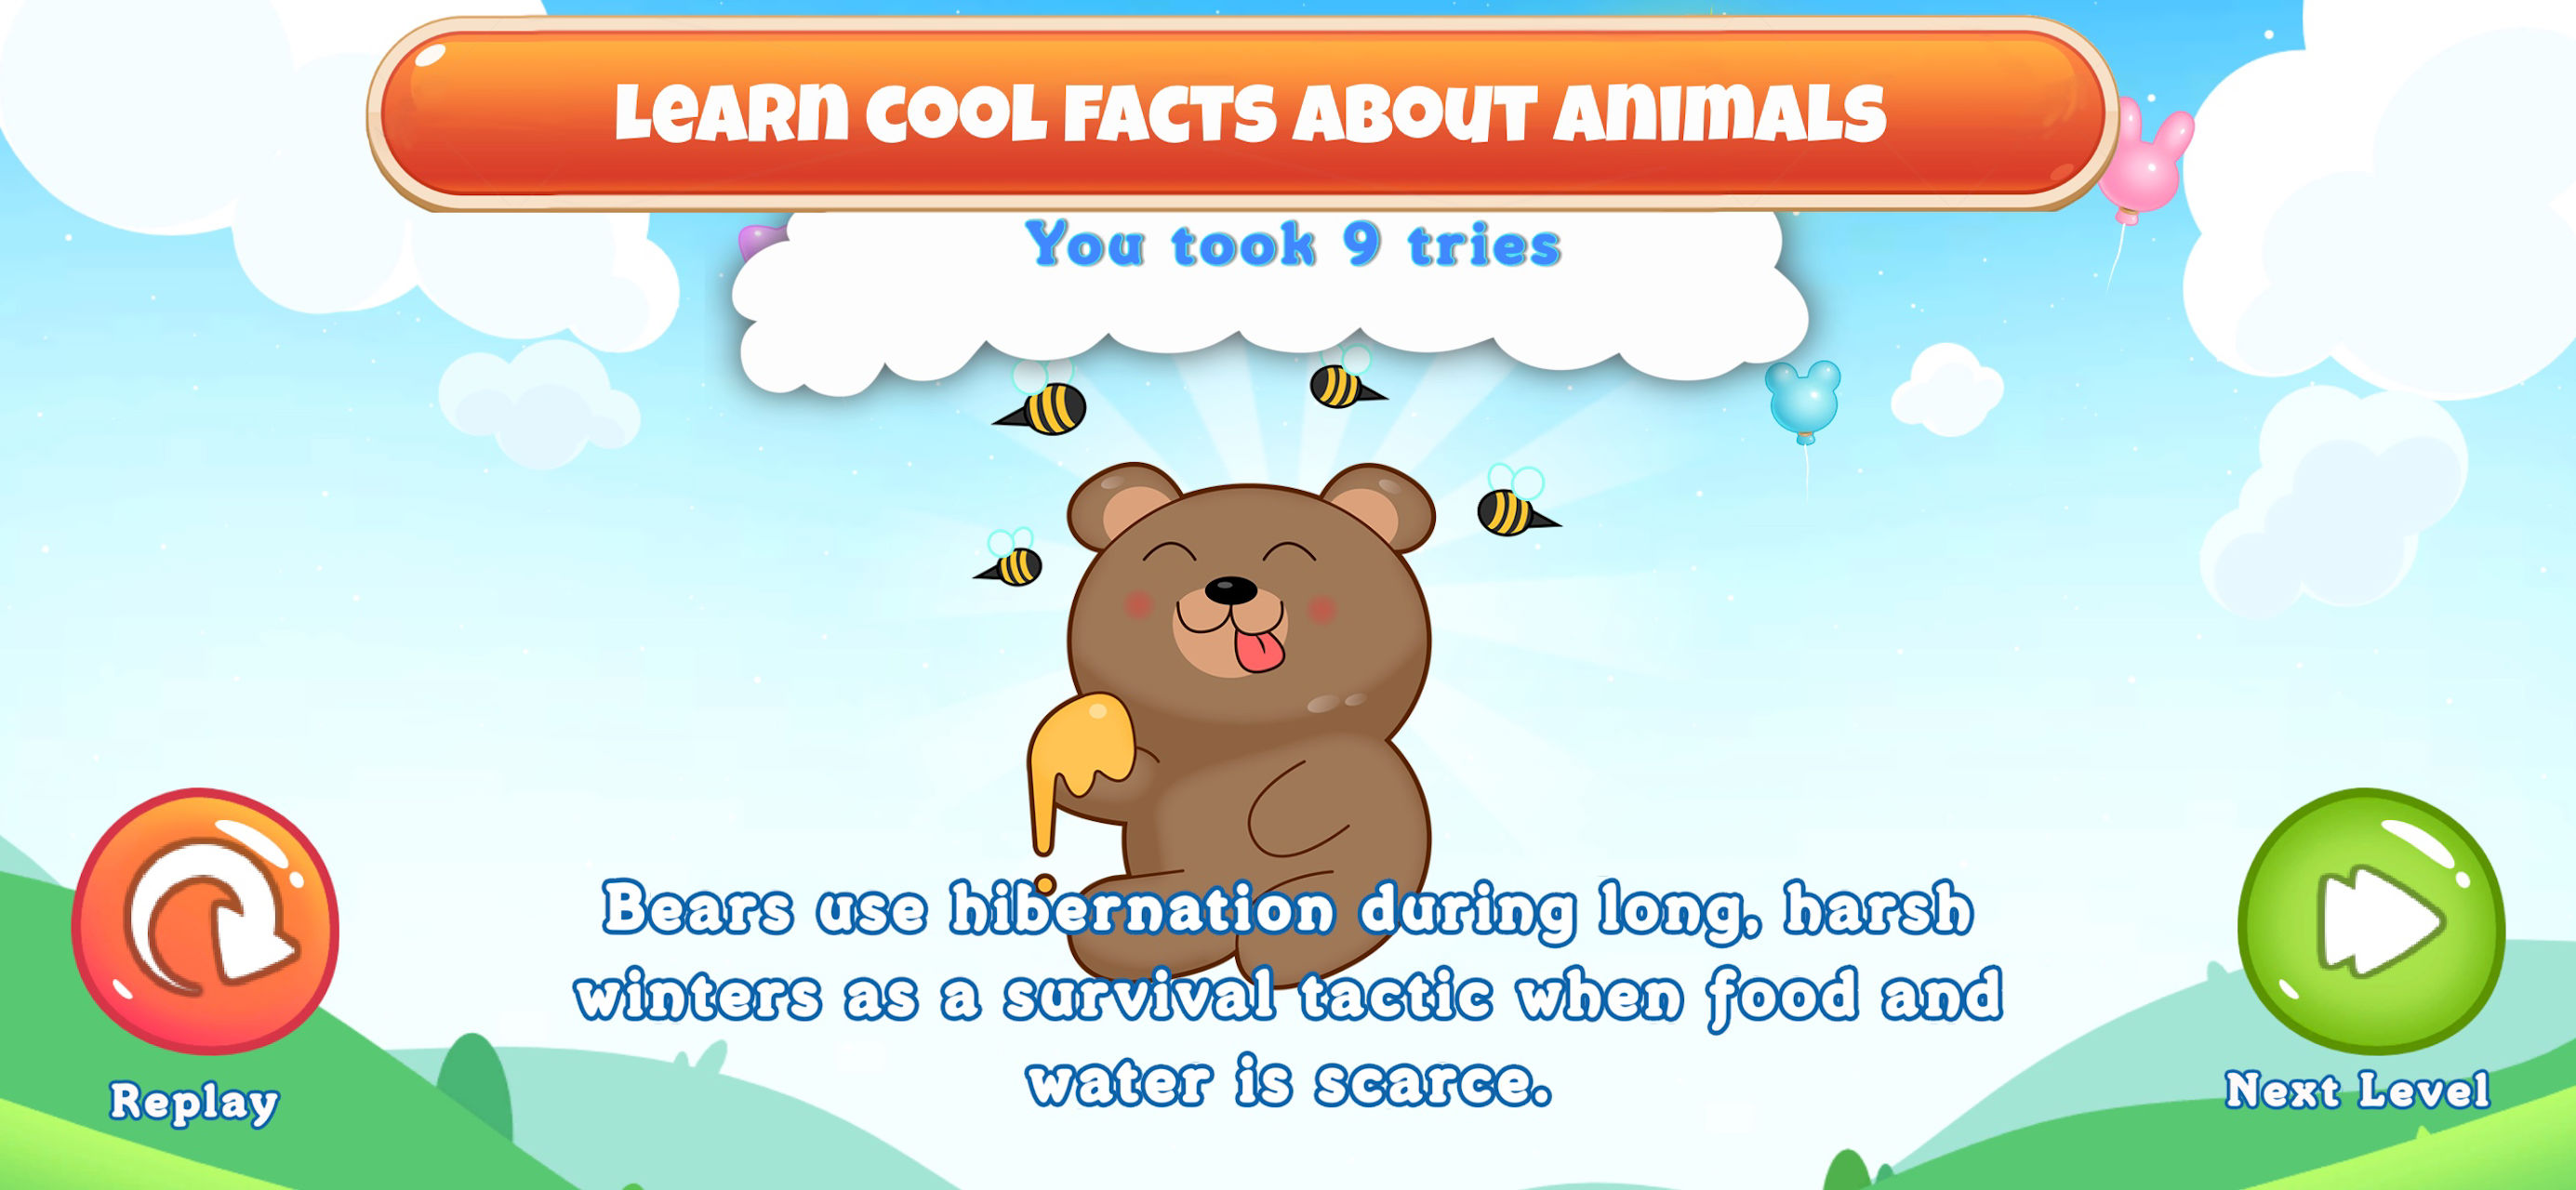 LEARN COOL FACTS ABOUT ANIMALS
You took 9 tries
Bears use hibernation during long, harsh
winters as a survival tactic when food and
water is scarce.
Replay
Next Level